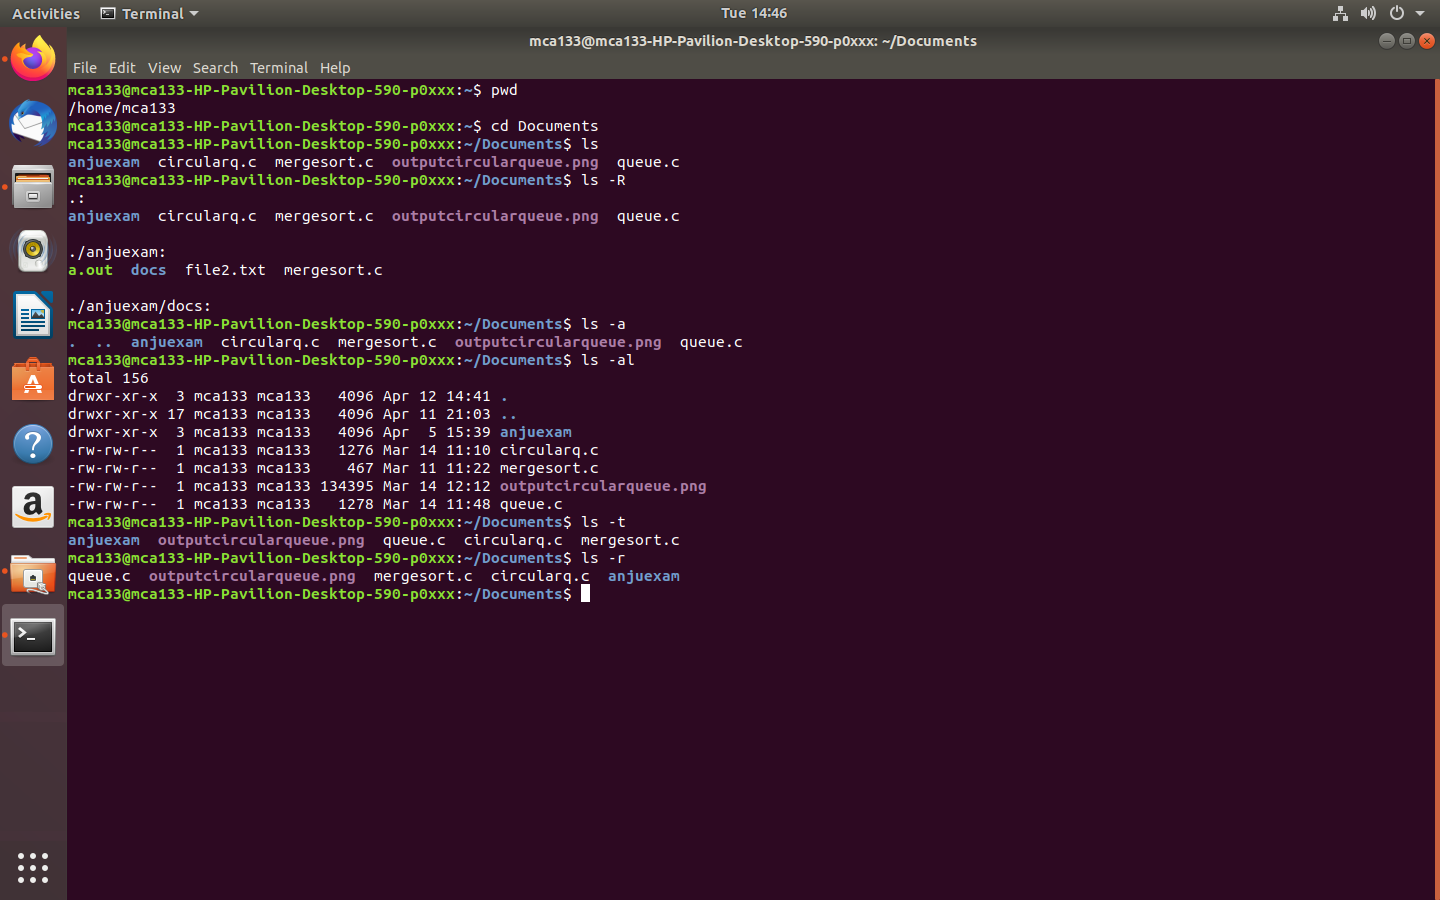 Activities Terminal Tue 14:46
mca133@mca133-HP-Pavilion-Desktop-590-p0xxx: ~/Documents
File Edit View Search Terminal Help
mca133@mca133-HP-Pavilion-Desktop-590-p0xxx:~$ pwd
/home/mca133
mca133@mca133-HP-Pavilion-Desktop-590-p0xxx:~$ cd Documents
mca133@mca133-HP-Pavilion-Desktop-590-p0xxx:~/Documents$ ls
anjuexam  circularq.c  mergesort.c  outputcircularqueue.png  queue.c
mca133@mca133-HP-Pavilion-Desktop-590-p0xxx:~/Documents$ ls -R
.:
anjuexam  circularq.c  mergesort.c  outputcircularqueue.png  queue.c
./anjuexam:
a.out  docs  file2.txt  mergesort.c
./anjuexam/docs:
mca133@mca133-HP-Pavilion-Desktop-590-p0xxx:~/Documents$ ls -a
.  ..  anjuexam  circularq.c  mergesort.c  outputcircularqueue.png  queue.c
mca133@mca133-HP-Pavilion-Desktop-590-p0xxx:~/Documents$ ls -al
total 156
drwxr-xr-x  3 mca133 mca133   4096 Apr 12 14:41 .
drwxr-xr-x 17 mca133 mca133   4096 Apr 11 21:03 ..
drwxr-xr-x  3 mca133 mca133   4096 Apr  5 15:39 anjuexam
-rw-rw-r--  1 mca133 mca133   1276 Mar 14 11:10 circularq.c
-rw-rw-r--  1 mca133 mca133    467 Mar 11 11:22 mergesort.c
-rw-rw-r--  1 mca133 mca133 134395 Mar 14 12:12 outputcircularqueue.png
-rw-rw-r--  1 mca133 mca133   1278 Mar 14 11:48 queue.c
mca133@mca133-HP-Pavilion-Desktop-590-p0xxx:~/Documents$ ls -t
anjuexam  outputcircularqueue.png  queue.c  circularq.c  mergesort.c
mca133@mca133-HP-Pavilion-Desktop-590-p0xxx:~/Documents$ ls -r
queue.c  outputcircularqueue.png  mergesort.c  circularq.c  anjuexam
mca133@mca133-HP-Pavilion-Desktop-590-p0xxx:~/Documents$